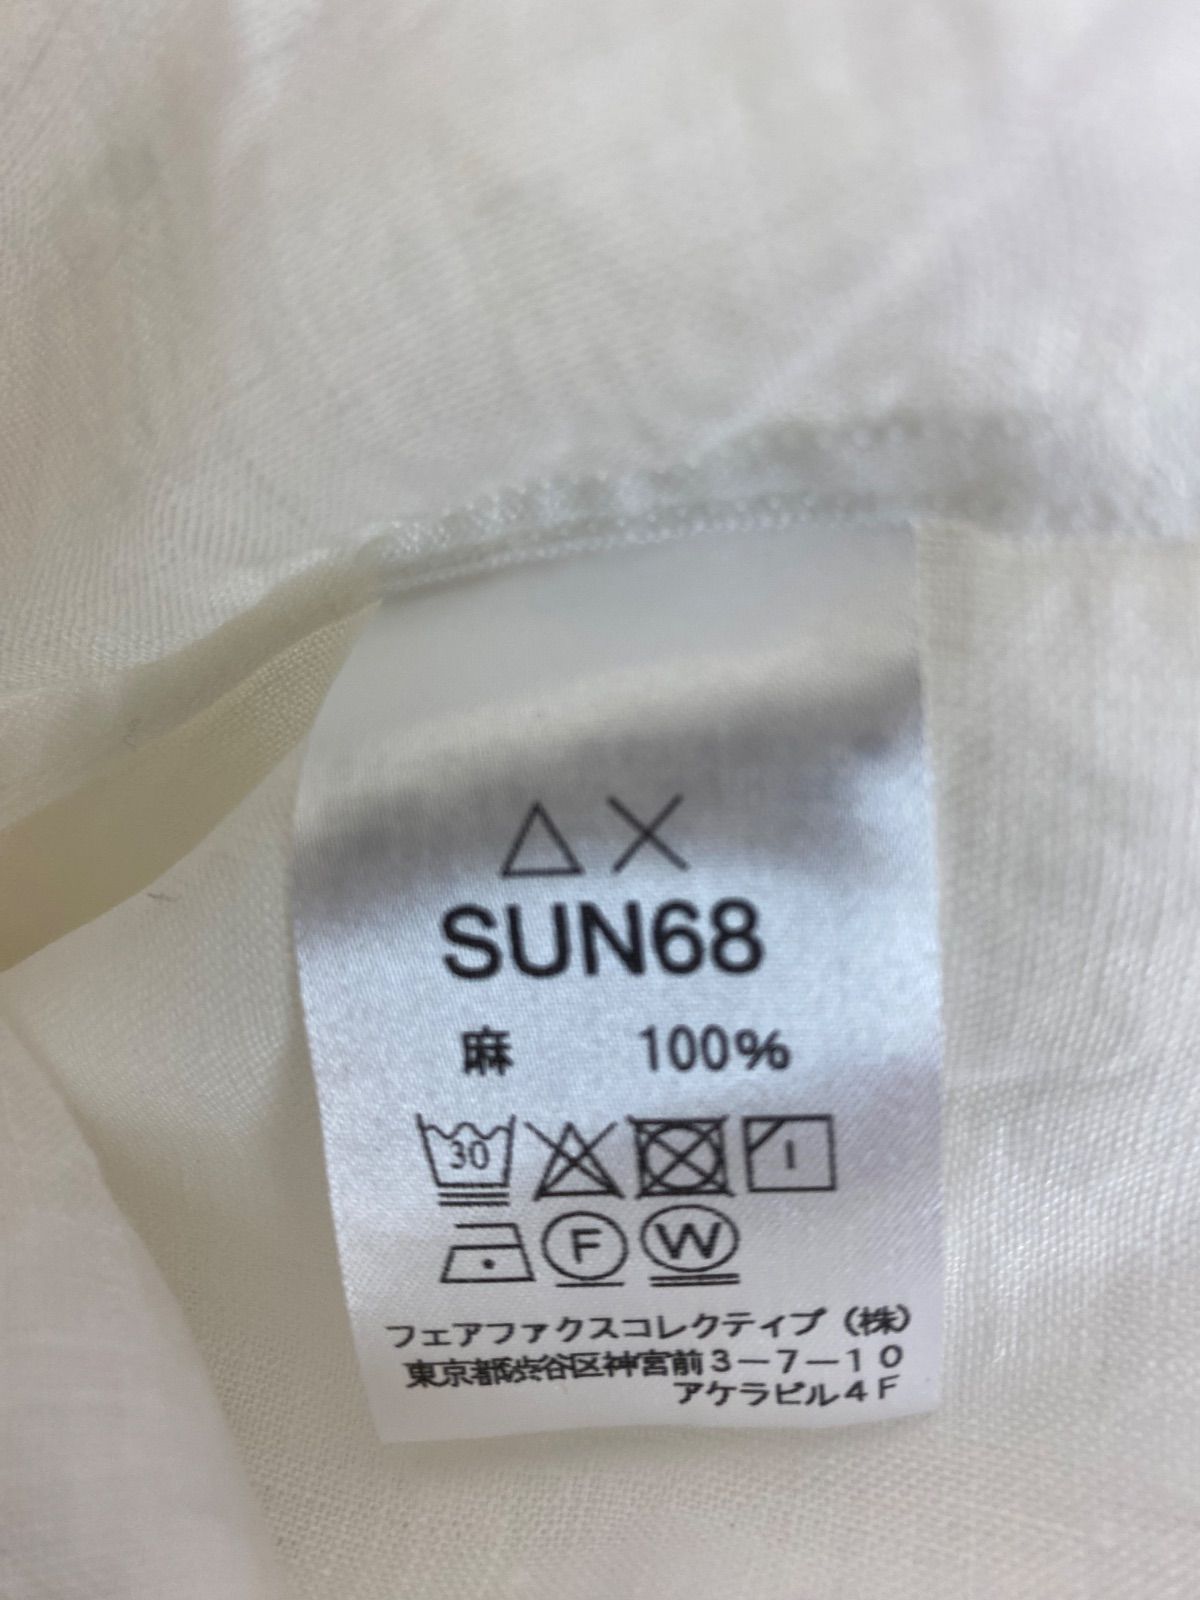 SUN68
麻 100%
30
F W
フェアファクスコレクティブ（株）
東京都渋谷区神宮前３−７−１０
アケラビル４Ｆ